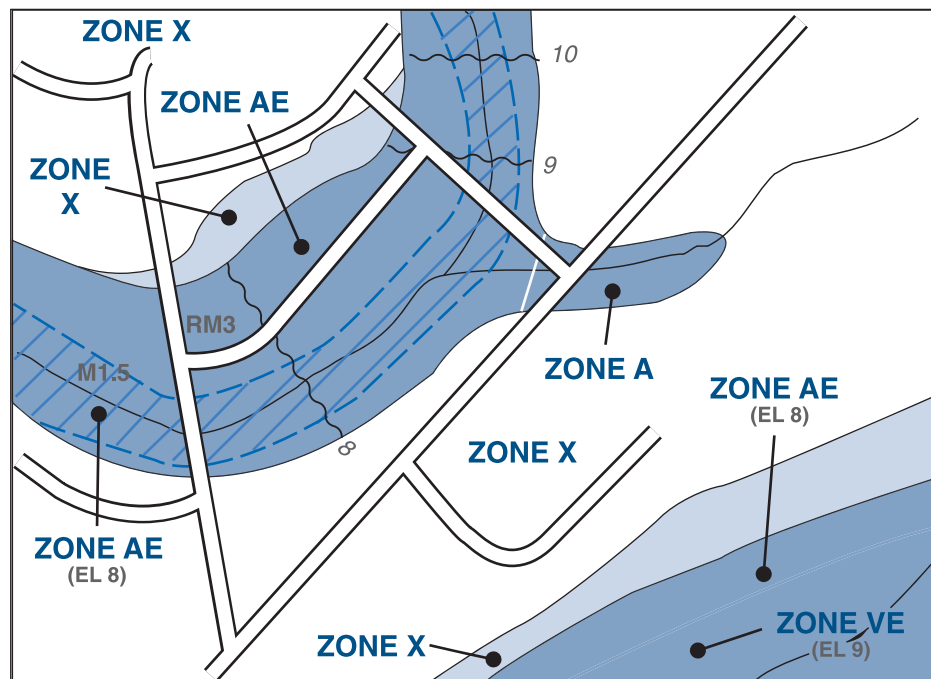 ZONE X
10
ZONE AE
9
ZONE
X
RM3
M1.5
ZONE A
ZONE AE
(EL 8)
8
ZONE X
ZONE AE
(EL 8)
ZONE X
ZONE VE
(EL 9)